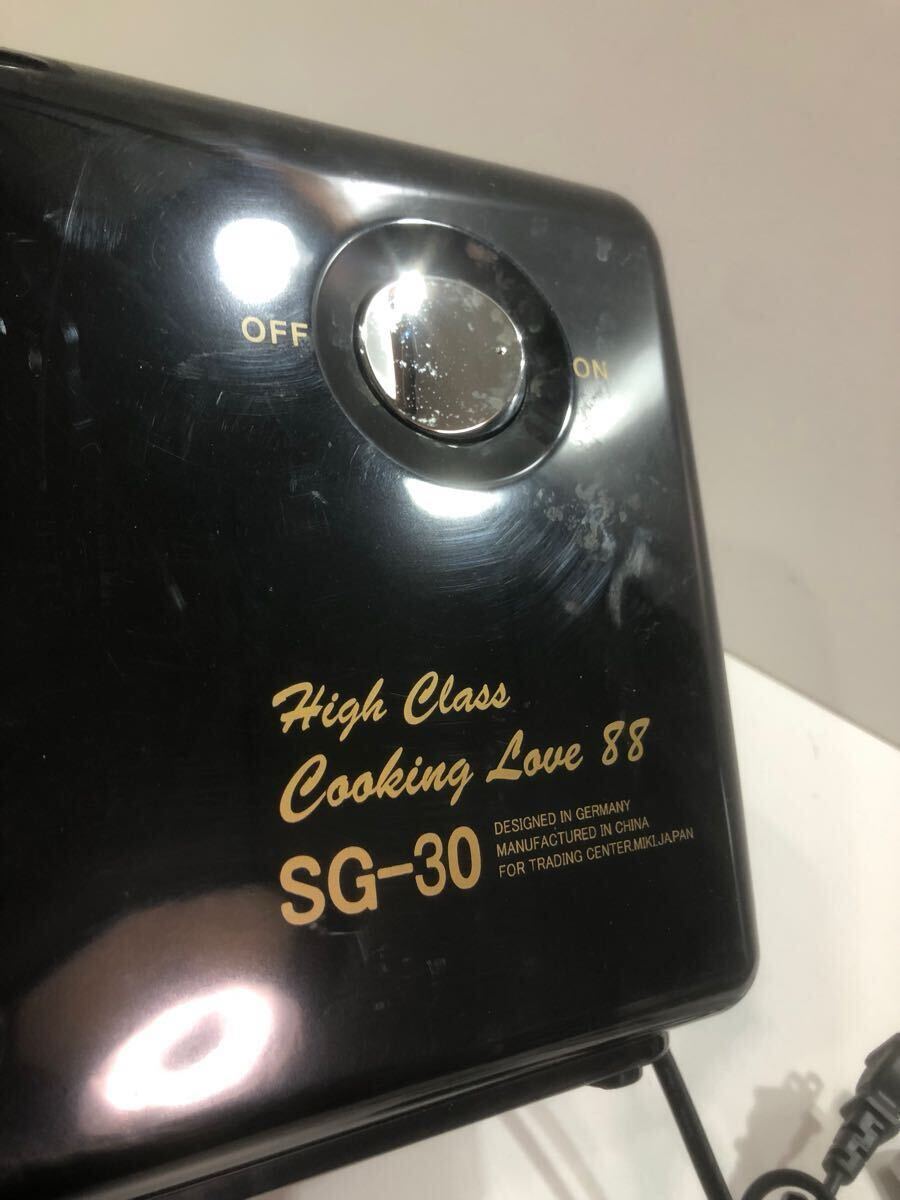 OFF
ON
High Class
Cooking Love 88
SG-30
DESIGNED IN GERMANY
MANUFACTURED IN CHINA
FOR TRADING CENTER.MIKI.JAPAN